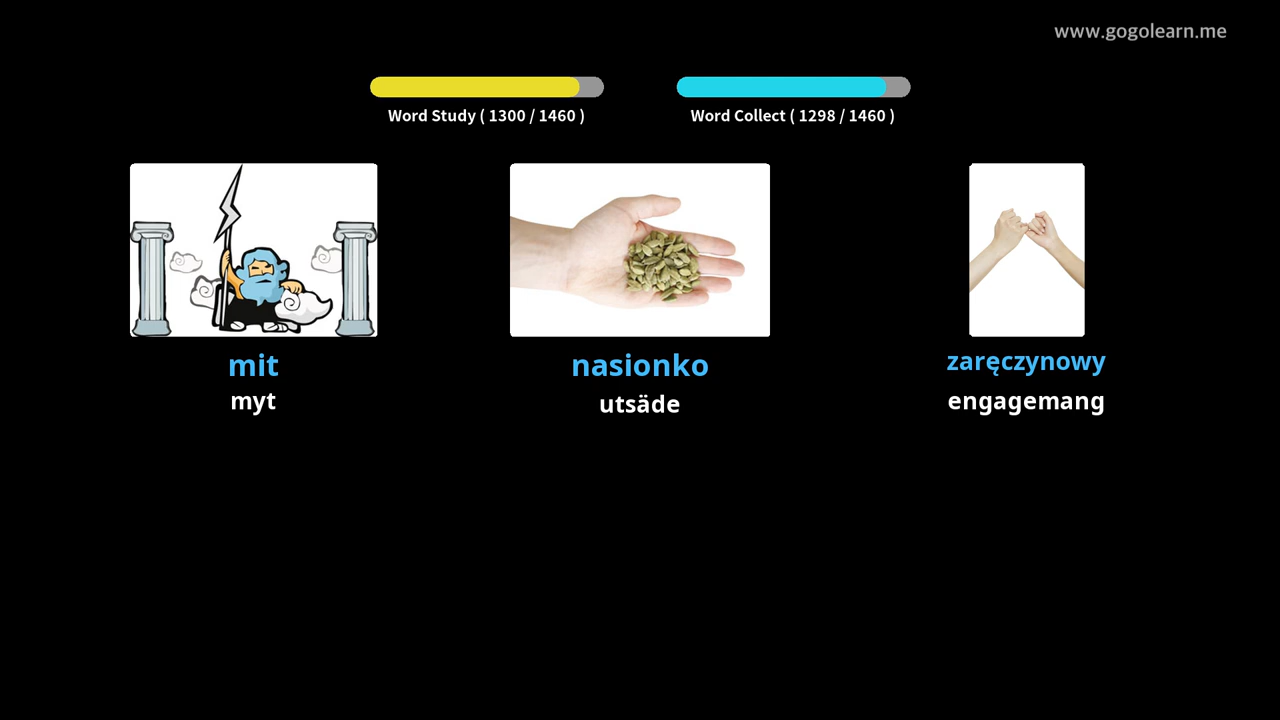 www.gogolearn.me
Word Study ( 1300 / 1460 )
Word Collect ( 1298 / 1460 )
mit
myt
nasionko
utsäde
zaręczynowy
engagemang